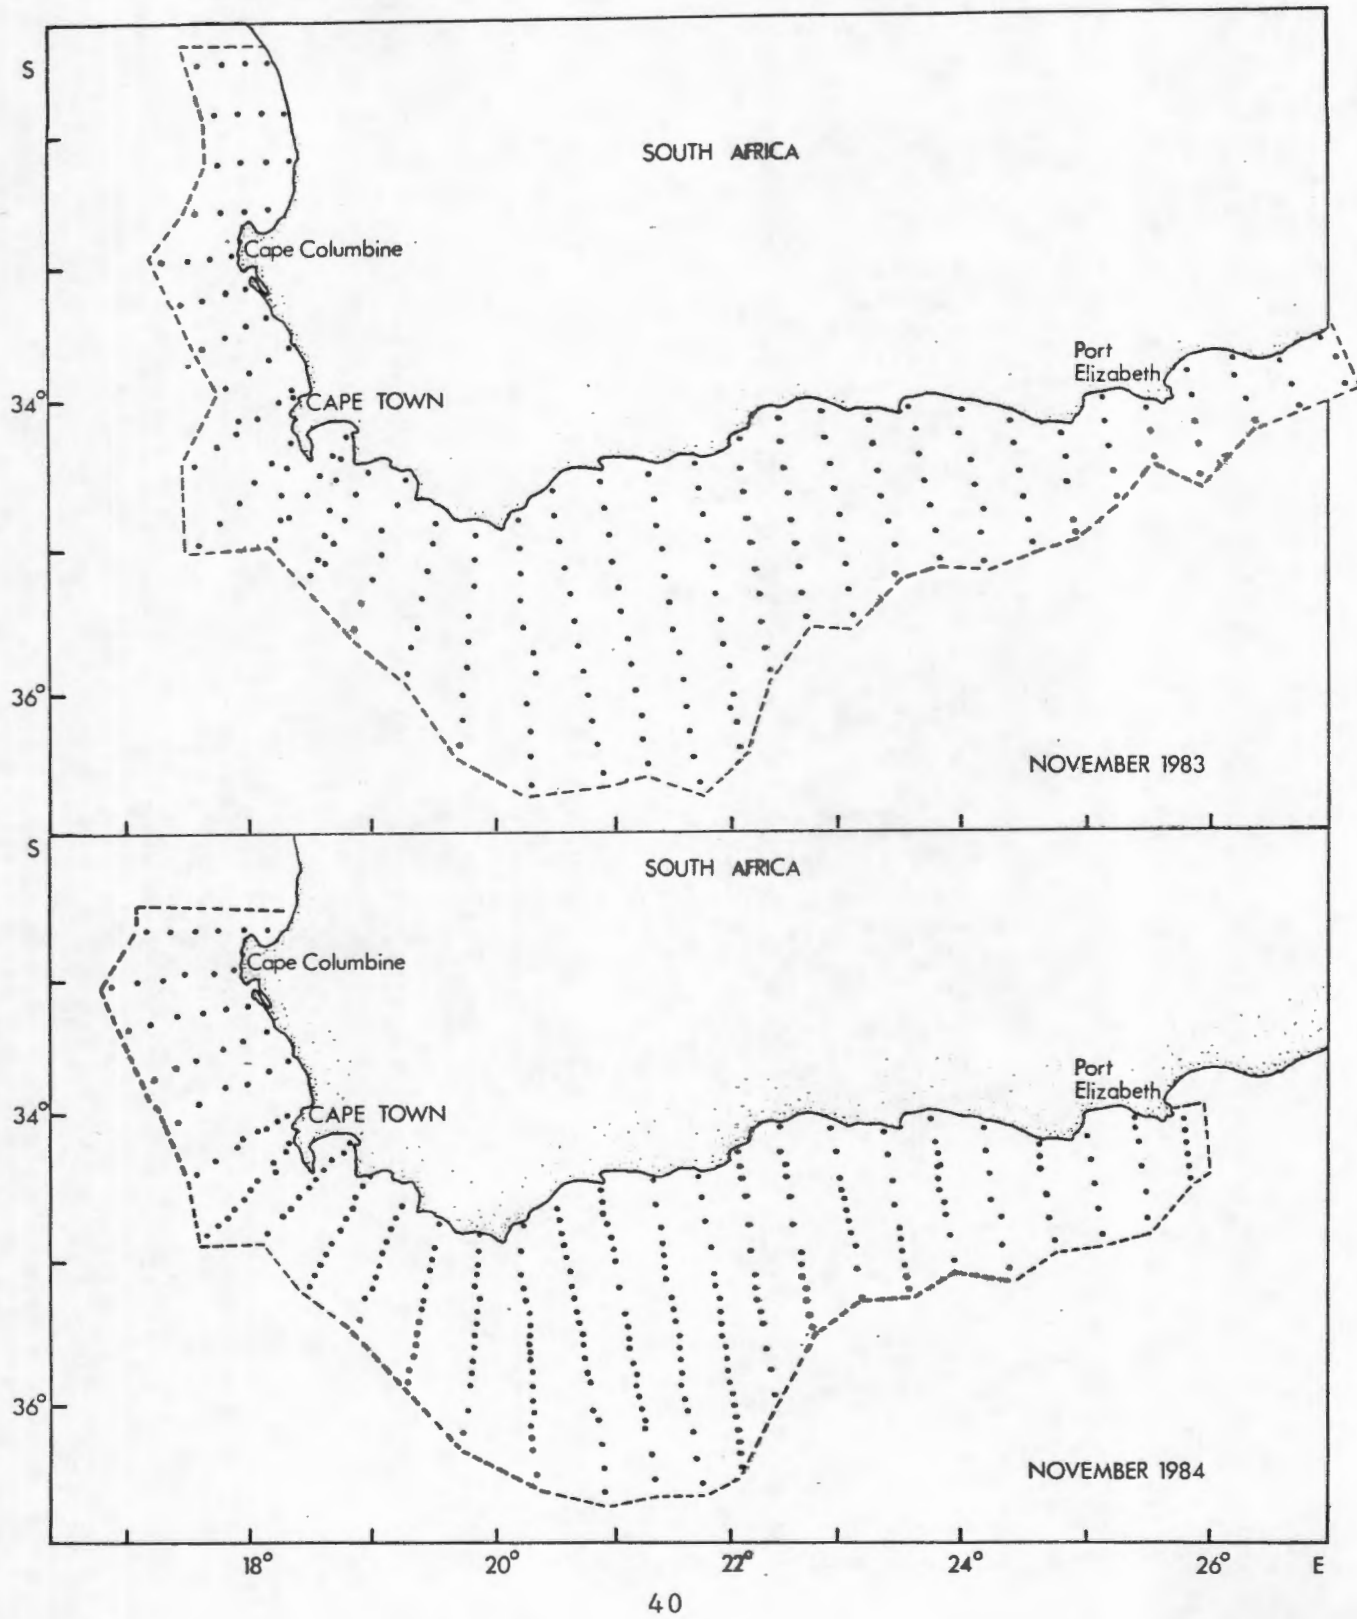 S
SOUTH AFRICA
Cape Columbine
Port
Elizabeth
34°
CAPE TOWN
36°
NOVEMBER 1983
S
SOUTH AFRICA
Cape Columbine
Port
Elizabeth
34°
CAPE TOWN
36°
NOVEMBER 1984
18° 20° 22° 24° 26° E
40